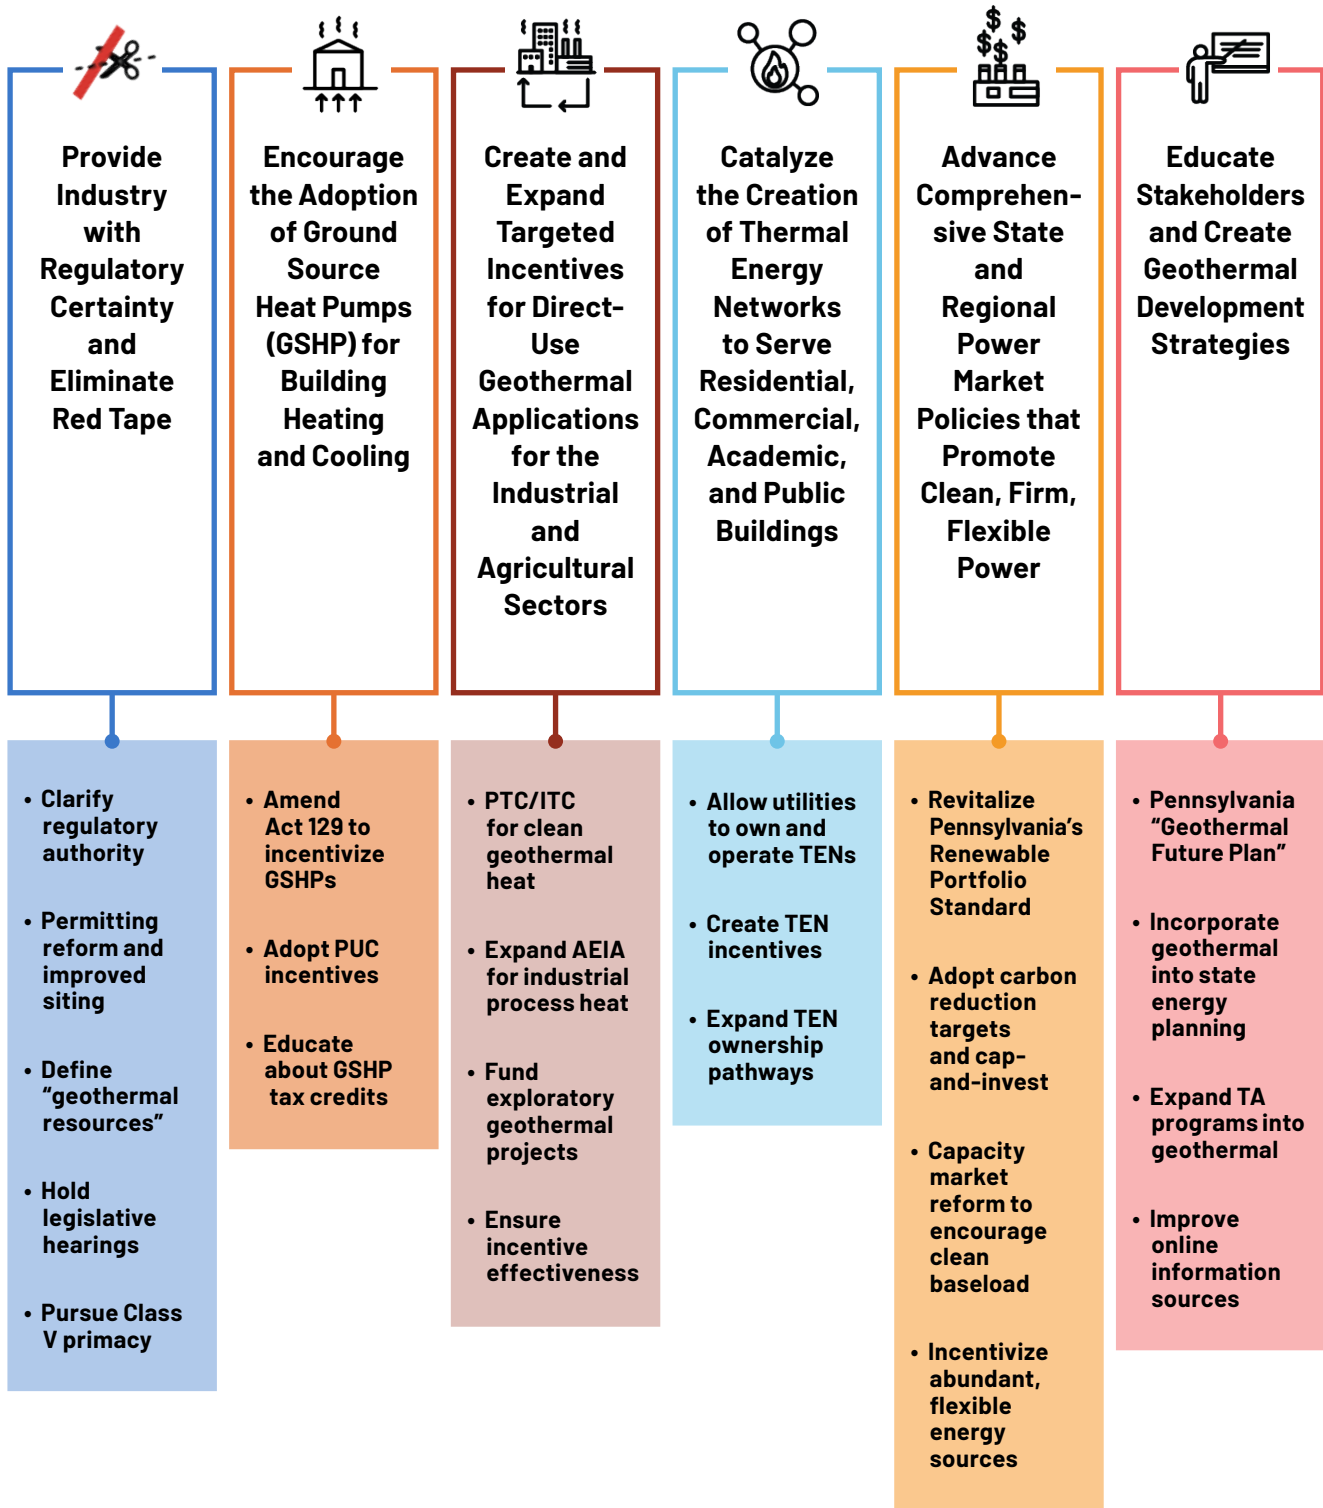 Provide
Industry
with
Regulatory
Certainty
and
Eliminate
Red Tape
Encourage
the Adoption
of Ground
Source
Heat Pumps
(GSHP) for
Building
Heating
and Cooling
Create and
Expand
Targeted
Incentives
for Direct-
Use
Geothermal
Applications
for the
Industrial
and
Agricultural
Sectors
Catalyze
the Creation
of Thermal
Energy
Networks
to Serve
Residential,
Commercial,
Academic,
and Public
Buildings
$
$
$
$
$
Advance
Comprehen-
sive State
and
Regional
Power
Market
Policies that
Promote
Clean, Firm,
Flexible
Power
Educate
Stakeholders
and Create
Geothermal
Development
Strategies
• Clarify
regulatory
authority
• Permitting
reform and
improved
siting
• Define
“geothermal
resources”
• Hold
legislative
hearings
• Pursue Class
V primacy
• Amend
Act 129 to
incentivize
GSHPs
• Adopt PUC
incentives
• Educate
about GSHP
tax credits
• PTC/ITC
for clean
geothermal
heat
• Expand AEIA
for industrial
process heat
• Fund
exploratory
geothermal
projects
• Ensure
incentive
effectiveness
• Allow utilities
to own and
operate TENs
• Create TEN
incentives
• Expand TEN
ownership
pathways
• Revitalize
Pennsylvania’s
Renewable
Portfolio
Standard
• Adopt carbon
reduction
targets
and cap-
and-invest
• Capacity
market
reform to
encourage
clean
baseload
• Incentivize
abundant,
flexible
energy
sources
• Pennsylvania
“Geothermal
Future Plan”
• Incorporate
geothermal
into state
energy
planning
• Expand TA
programs into
geothermal
• Improve
online
information
sources